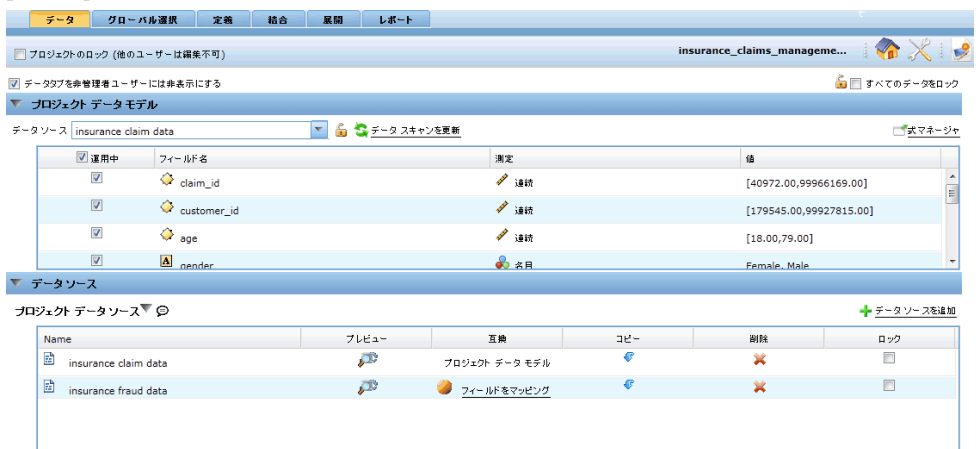 データ グローバル選択 定義 結合 展開 レポート
プロジェクトのロック (他のユーザーは編集不可) insurance_claims_manageme...
データタブを非管理者ユーザーには非表示にする すべてのデータをロック
プロジェクト データ モデル
データ ソース insurance claim data データ スキャンを更新 式マネージャ
運用中 フィールド名 測定 値
claim_id 連続 [40972.00,99966169.00]
customer_id 連続 [179545.00,99927815.00]
age 連続 [18.00,79.00]
gender 名目 Female, Male
データ ソース
プロジェクト データ ソース データ ソースを追加
Name プレビュー 互換 コピー 削除 ロック
insurance claim data プロジェクト データ モデル
insurance fraud data フィールドをマッピング